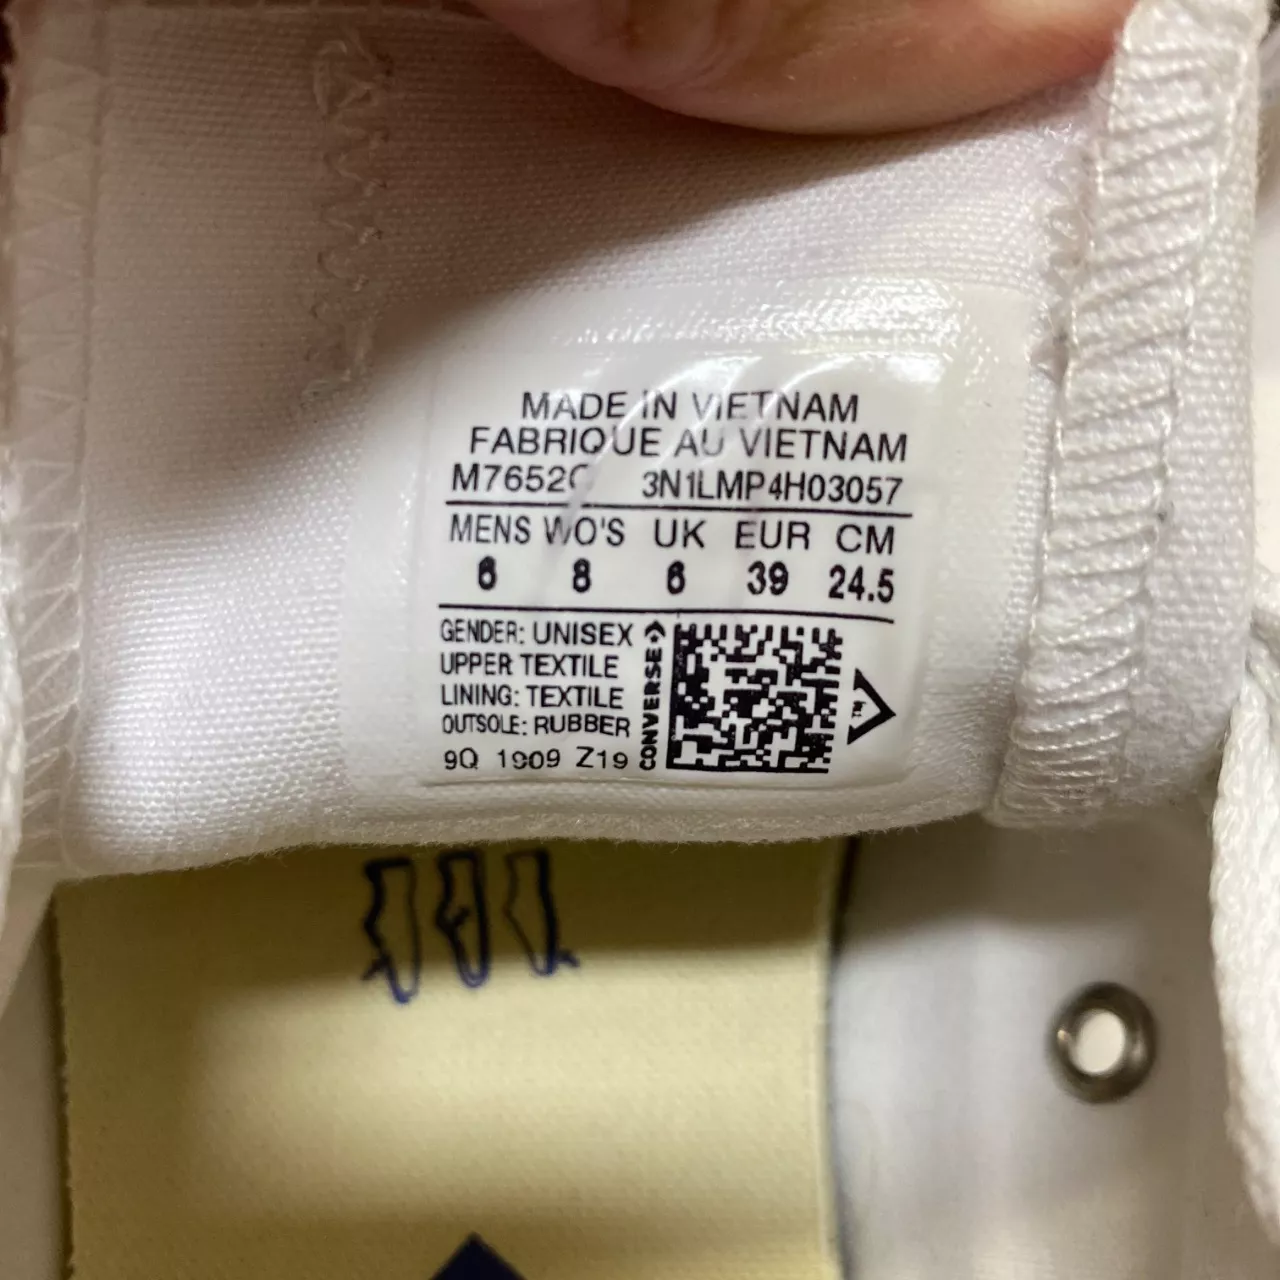 MADE IN VIETNAM
FABRIQUE AU VIETNAM
M7652C 3N1LMP4H03057
MENS WO'S UK EUR CM
6 8 6 39 24.5
GENDER: UNISEX
UPPER TEXTILE
LINING: TEXTILE
OUTSOLE: RUBBER
9Q 1909 Z19
CONVERSE